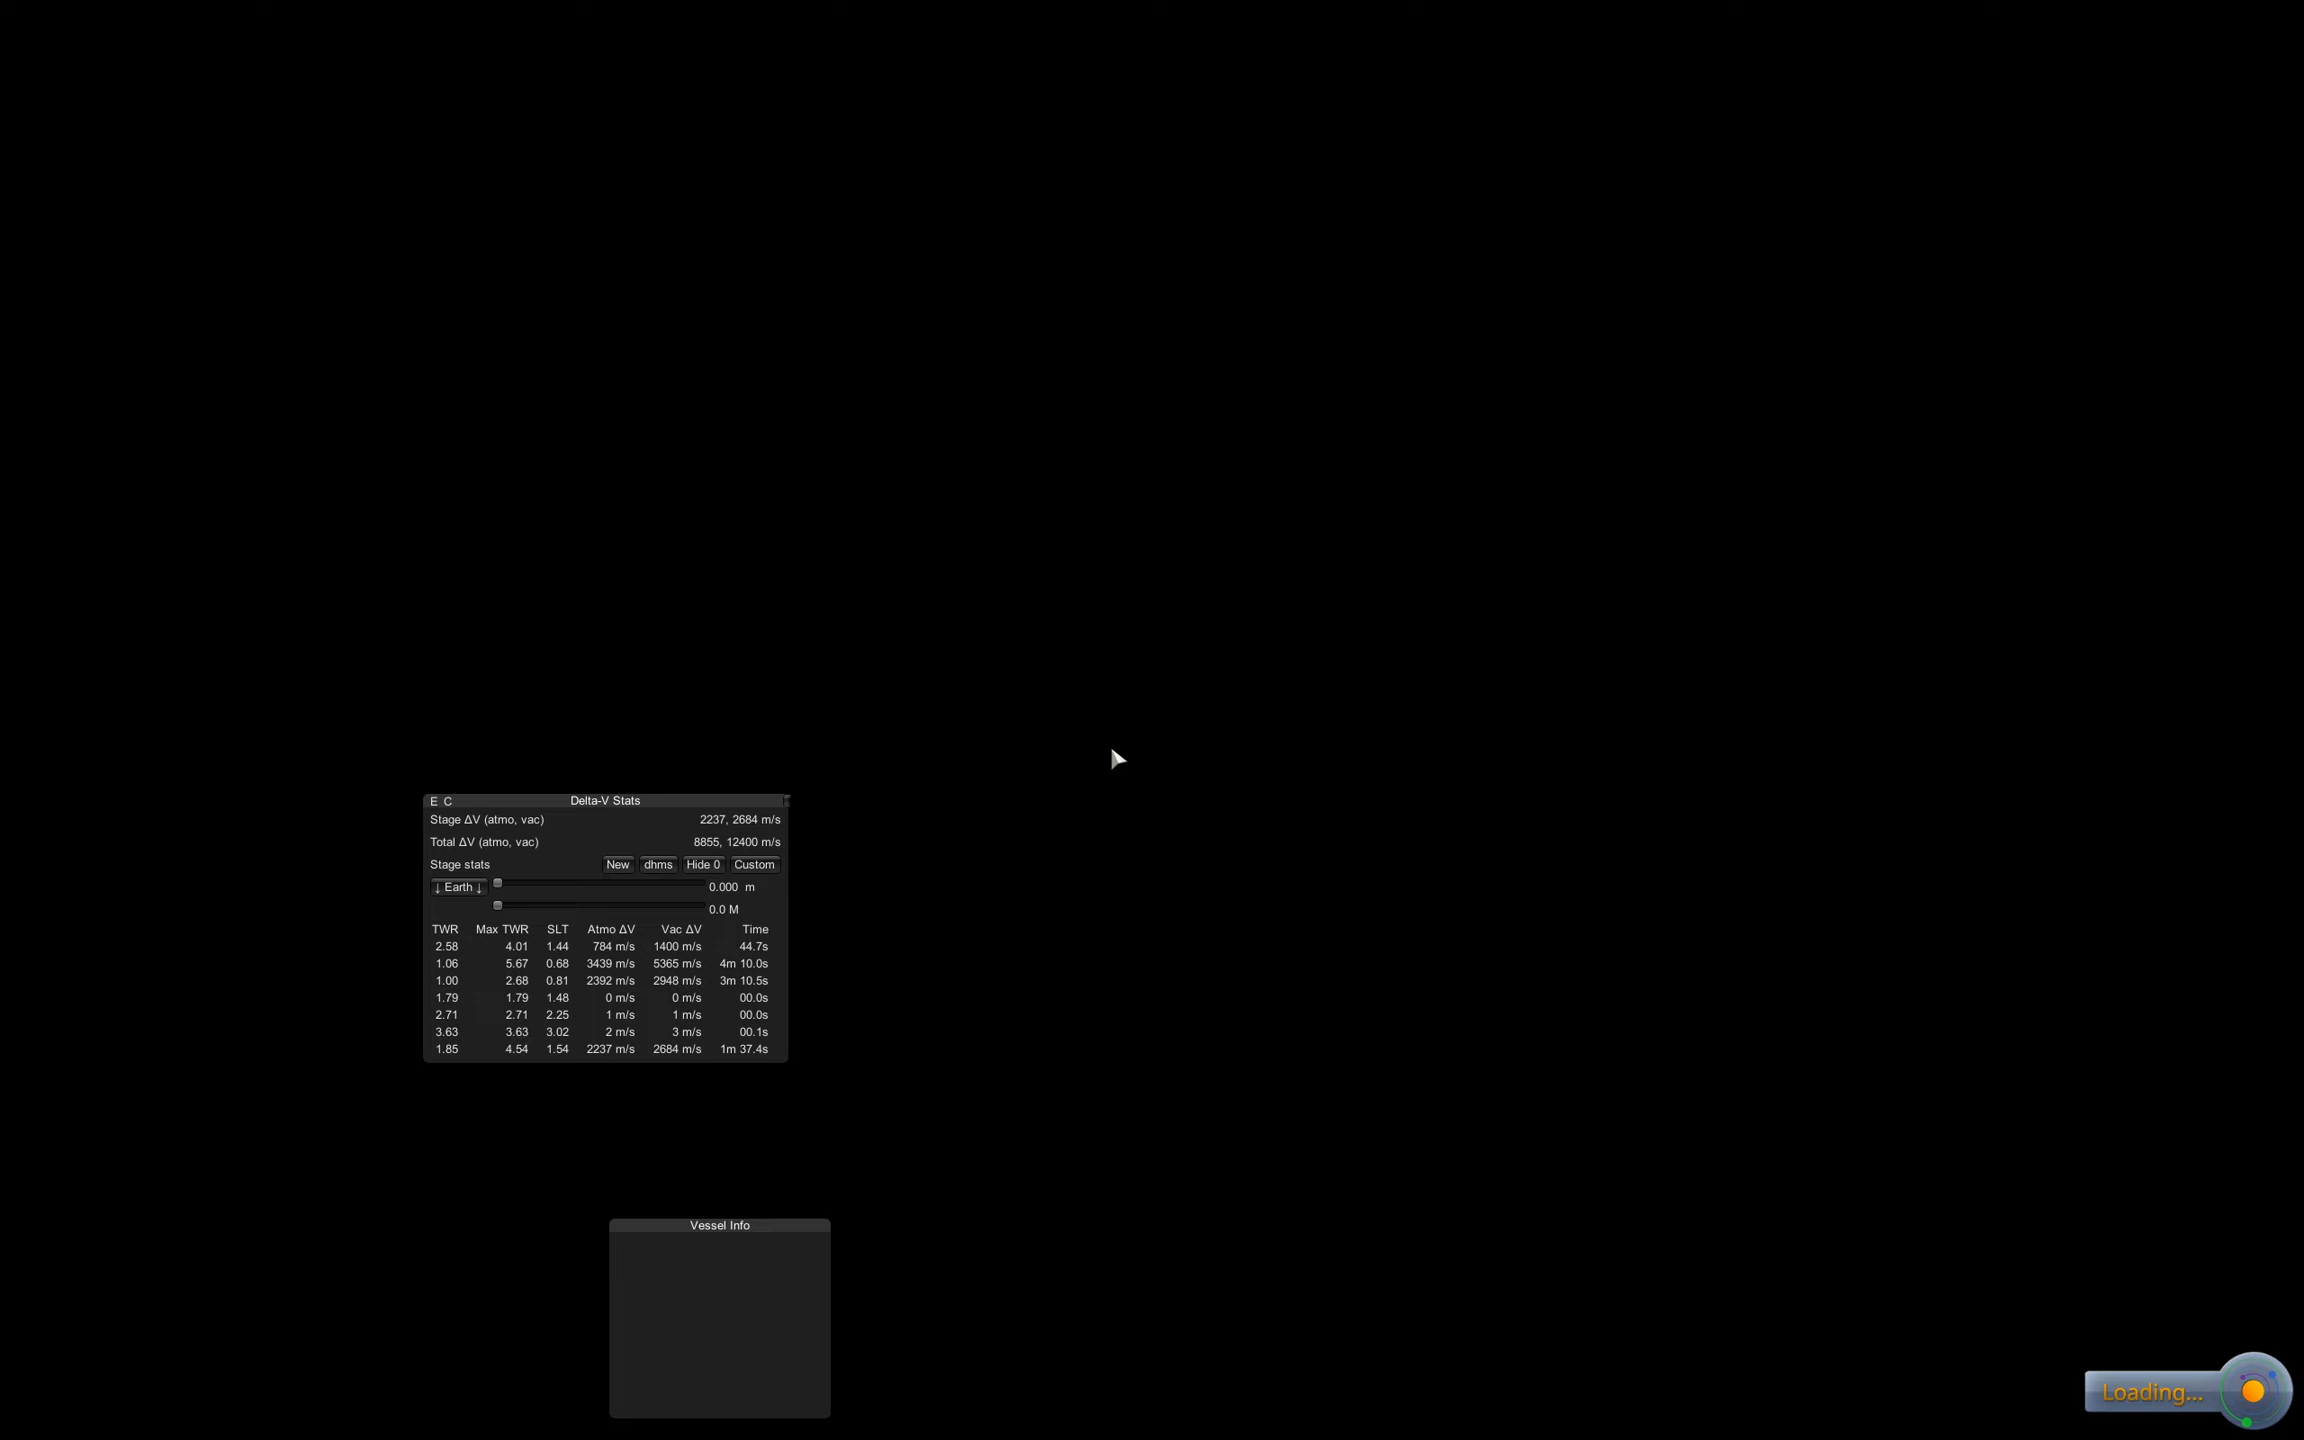 E C Delta-V Stats
Stage ΔV (atmo, vac) 2237, 2684 m/s
Total ΔV (atmo, vac) 8855, 12400 m/s
Stage stats New dhms Hide 0 Custom
↓ Earth ↓ 0.000 m
0.0 M
TWR Max TWR SLT Atmo ΔV Vac ΔV Time
2.58 4.01 1.44 784 m/s 1400 m/s 44.7s
1.06 5.67 0.68 3439 m/s 5365 m/s 4m 10.0s
1.00 2.68 0.81 2392 m/s 2948 m/s 3m 10.5s
1.79 1.79 1.48 0 m/s 0 m/s 00.0s
2.71 2.71 2.25 1 m/s 1 m/s 00.0s
3.63 3.63 3.02 2 m/s 3 m/s 00.1s
1.85 4.54 1.54 2237 m/s 2684 m/s 1m 37.4s
Vessel Info
Loading...